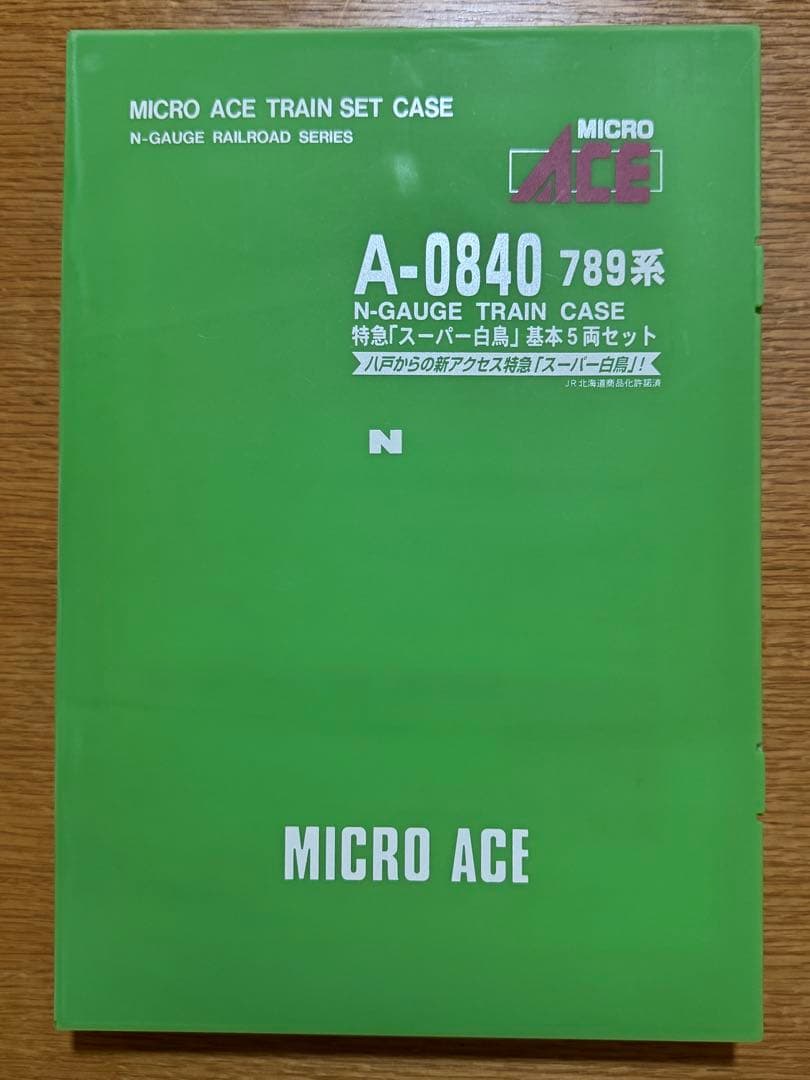 MICRO ACE TRAIN SET CASE
N-GAUGE RAILROAD SERIES
MICRO
ACE
A-0840 789系
N-GAUGE TRAIN CASE
特急「スーパー白鳥」基本5両セット
八戸からの新アクセス特急「スーパー白鳥」!
JR北海道商品化許諾済
N
MICRO ACE